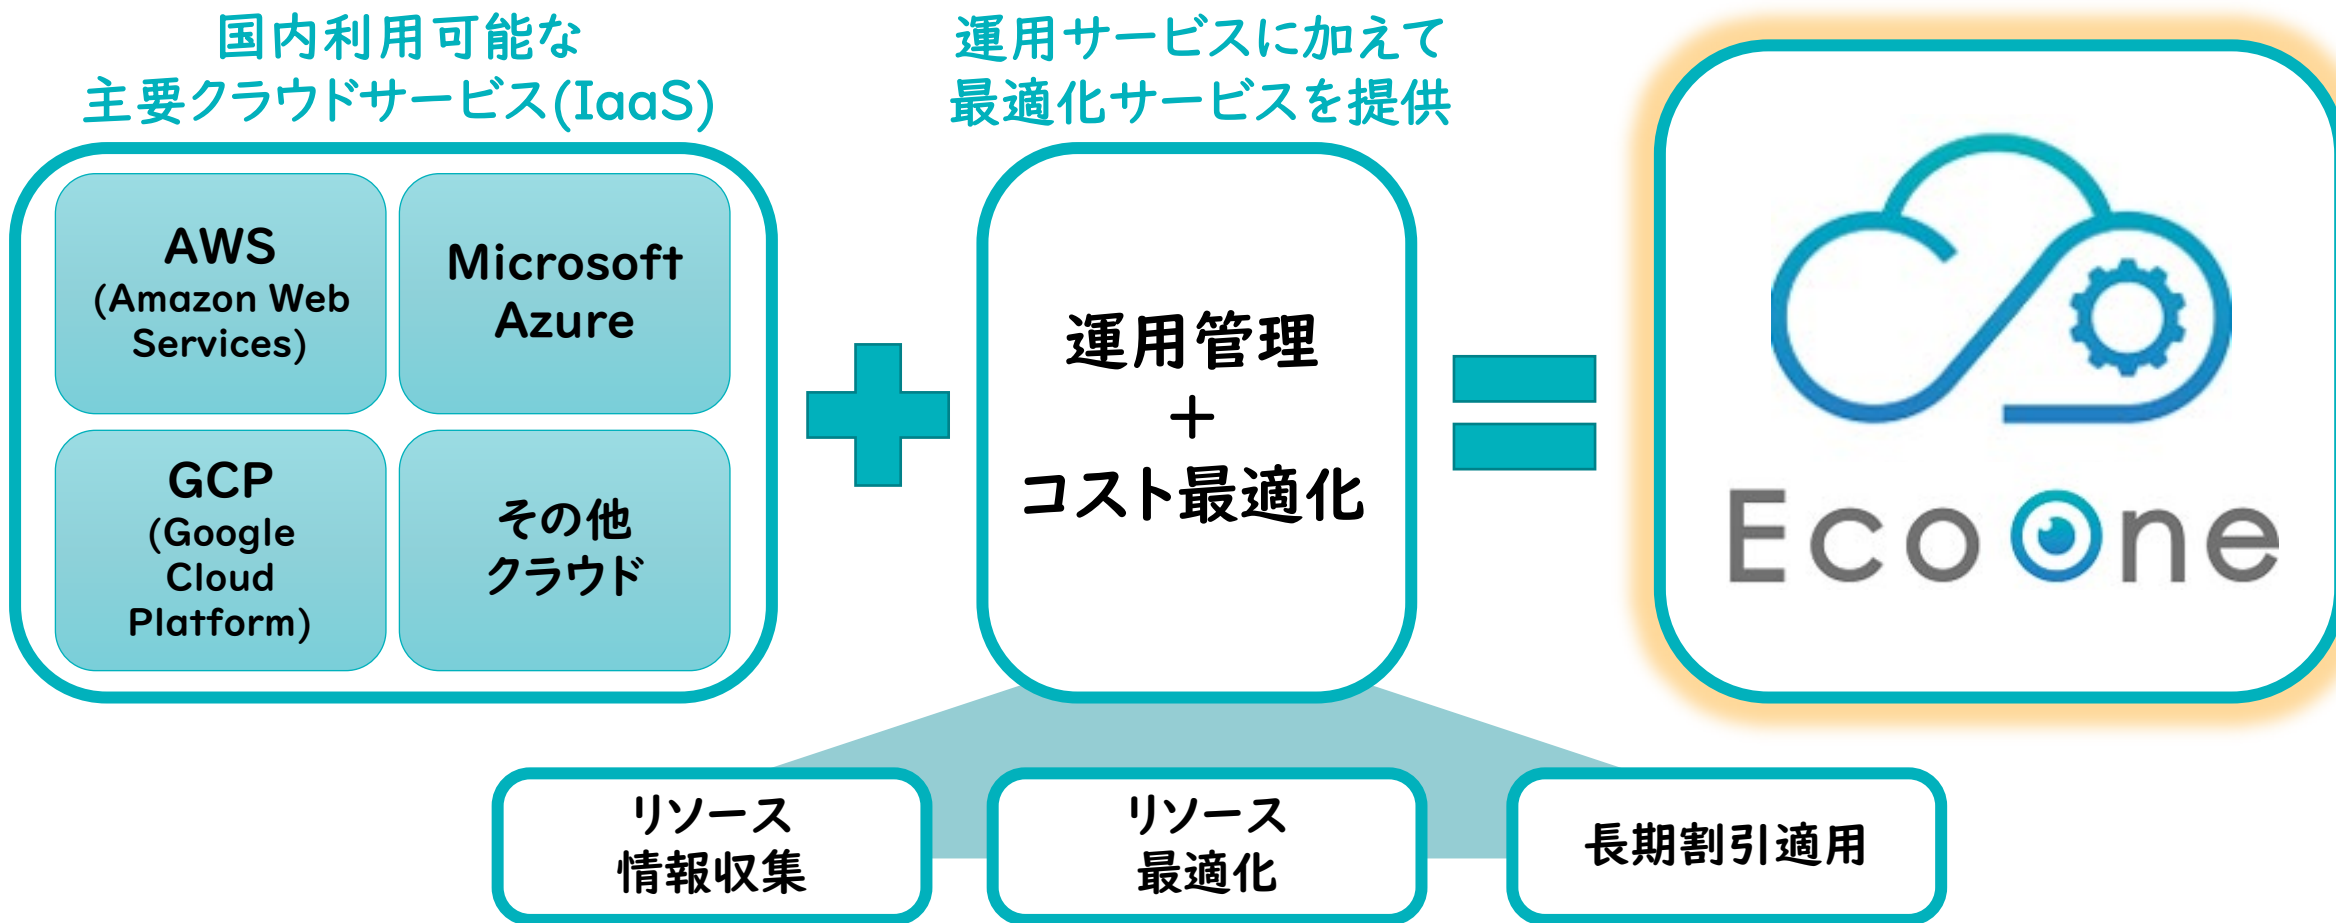 国内利用可能な
主要クラウドサービス(IaaS)
AWS
(Amazon Web
Services)
Microsoft
Azure
GCP
(Google
Cloud
Platform)
その他
クラウド
運用サービスに加えて
最適化サービスを提供
運用管理
+
コスト最適化
EcoOne
リソース
情報収集
リソース
最適化
長期割引適用